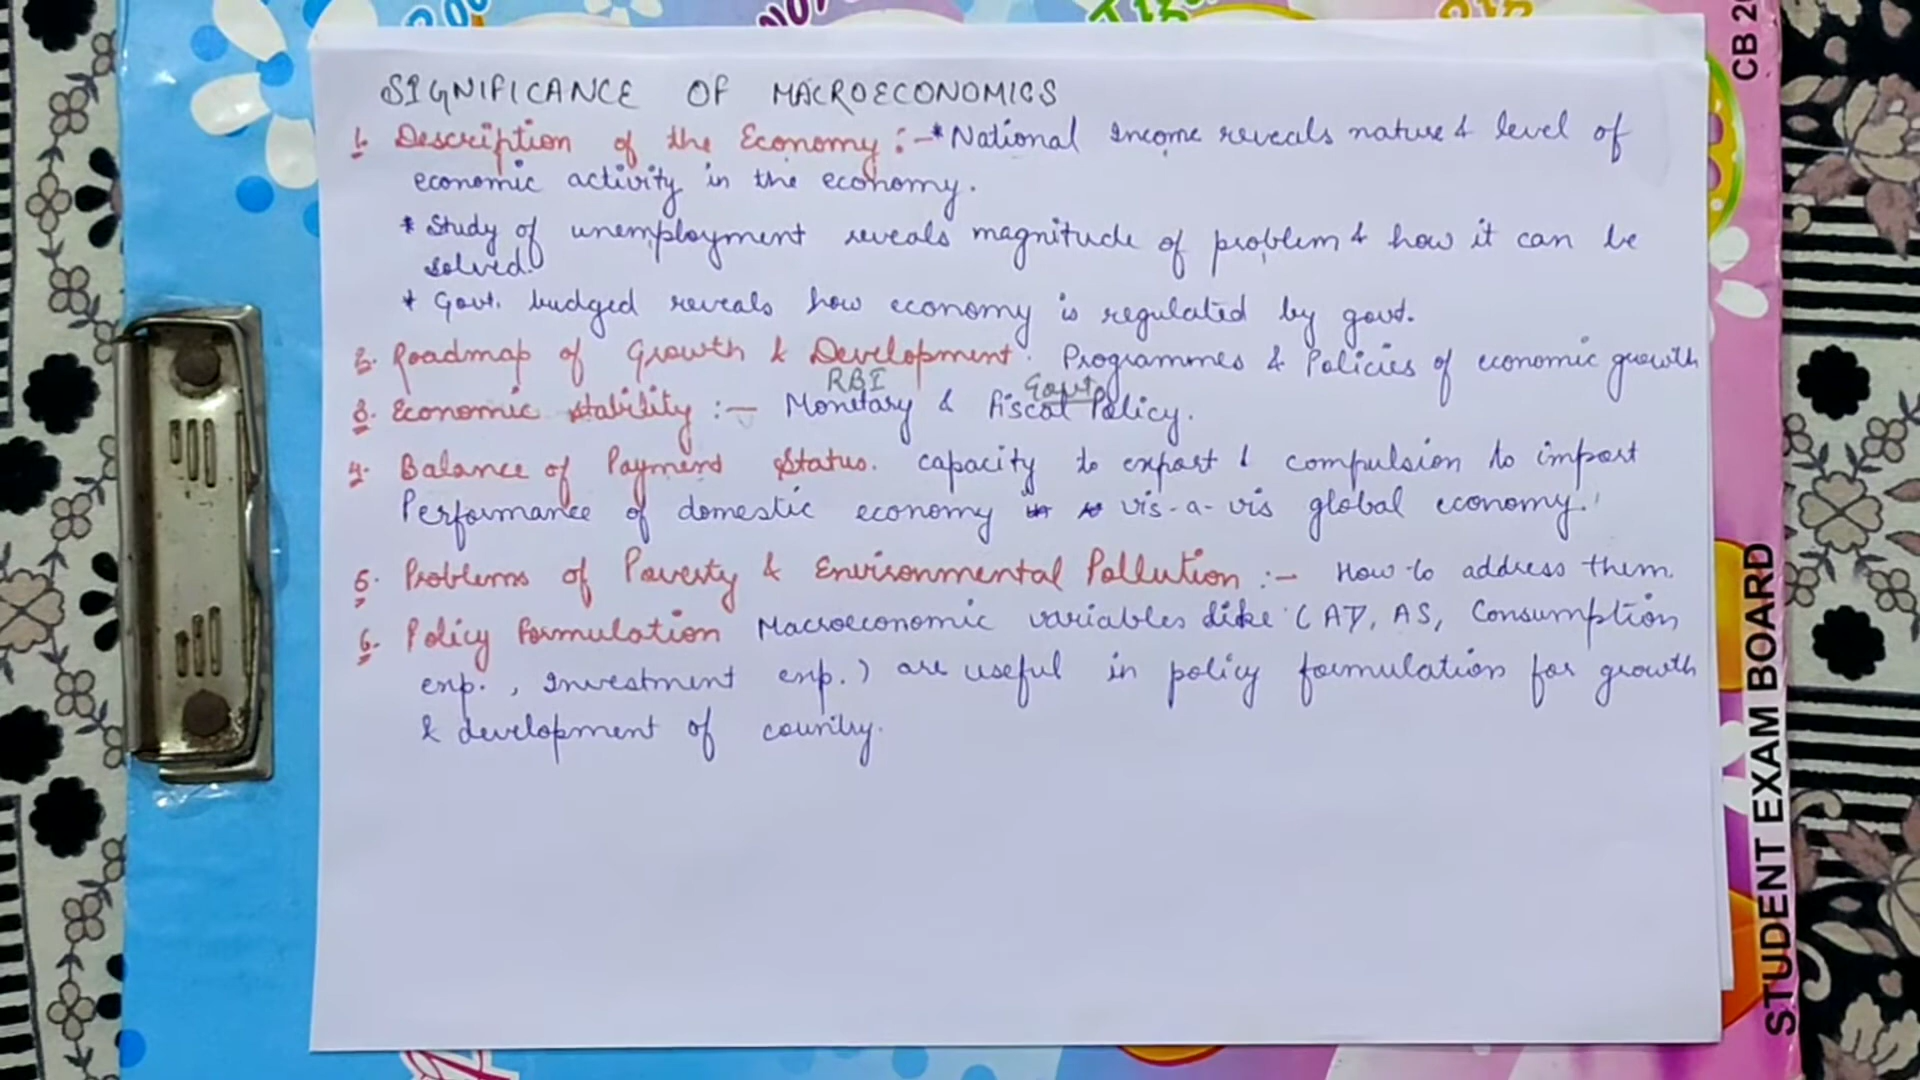 SIGNIFICANCE OF MACROECONOMICS
1. Description of the Economy :- * National Income reveals nature & level of
economic activity in the economy.
* Study of unemployment reveals magnitude of problem & how it can be
solved.
* Govt. budged reveals how economy is regulated by govt.
2. Roadmap of Growth & Development. Programmes & Policies of economic growth
RBI Govt
3. Economic stability :- Monetary & Fiscal Policy.
4. Balance of Payment Status. capacity to export & compulsion to import
Performance of domestic economy vis-a-vis global economy.
5. Problems of Poverty & Environmental Pollution :- How to address them.
6. Policy Formulation Macroeconomic variables like (AD, AS, Consumption
exp., Investment exp.) are useful in policy formulation for growth
& development of country.
STUDENT EXAM BOARD
CB 20